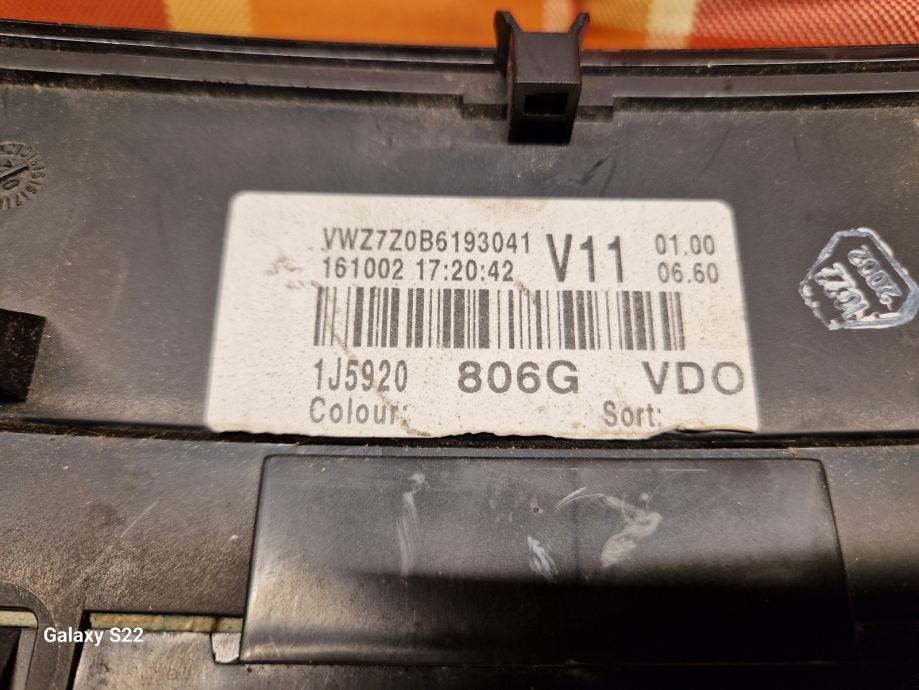 VWZ7Z0B6193041 V11 01.00
161002 17:20:42 06.60
1J5920 806G VDO
Colour: Sort:
Galaxy S22